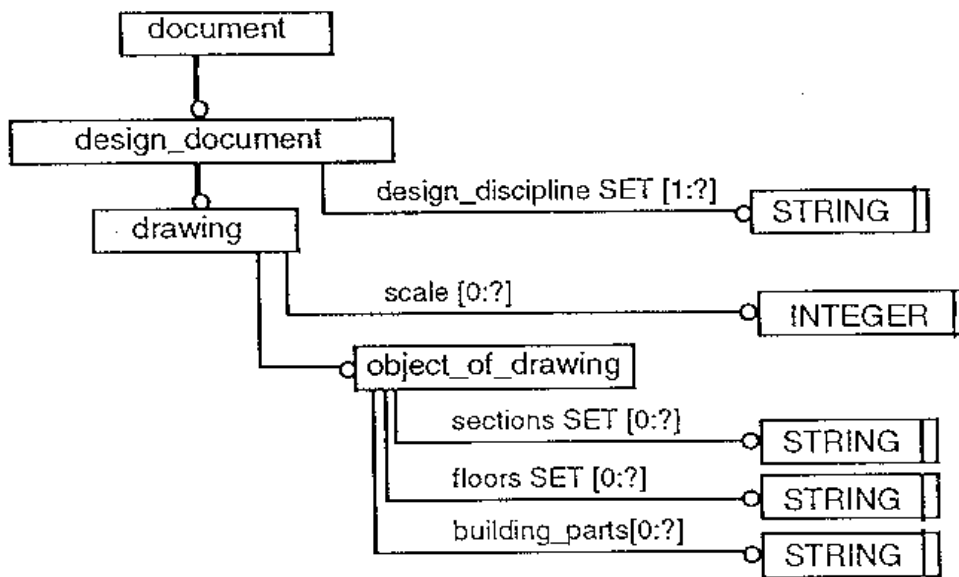 document
design_document
design_discipline SET [1:?]
STRING
drawing
scale [0:?]
INTEGER
object_of_drawing
sections SET [0:?]
STRING
floors SET [0:?]
STRING
building_parts[0:?]
STRING